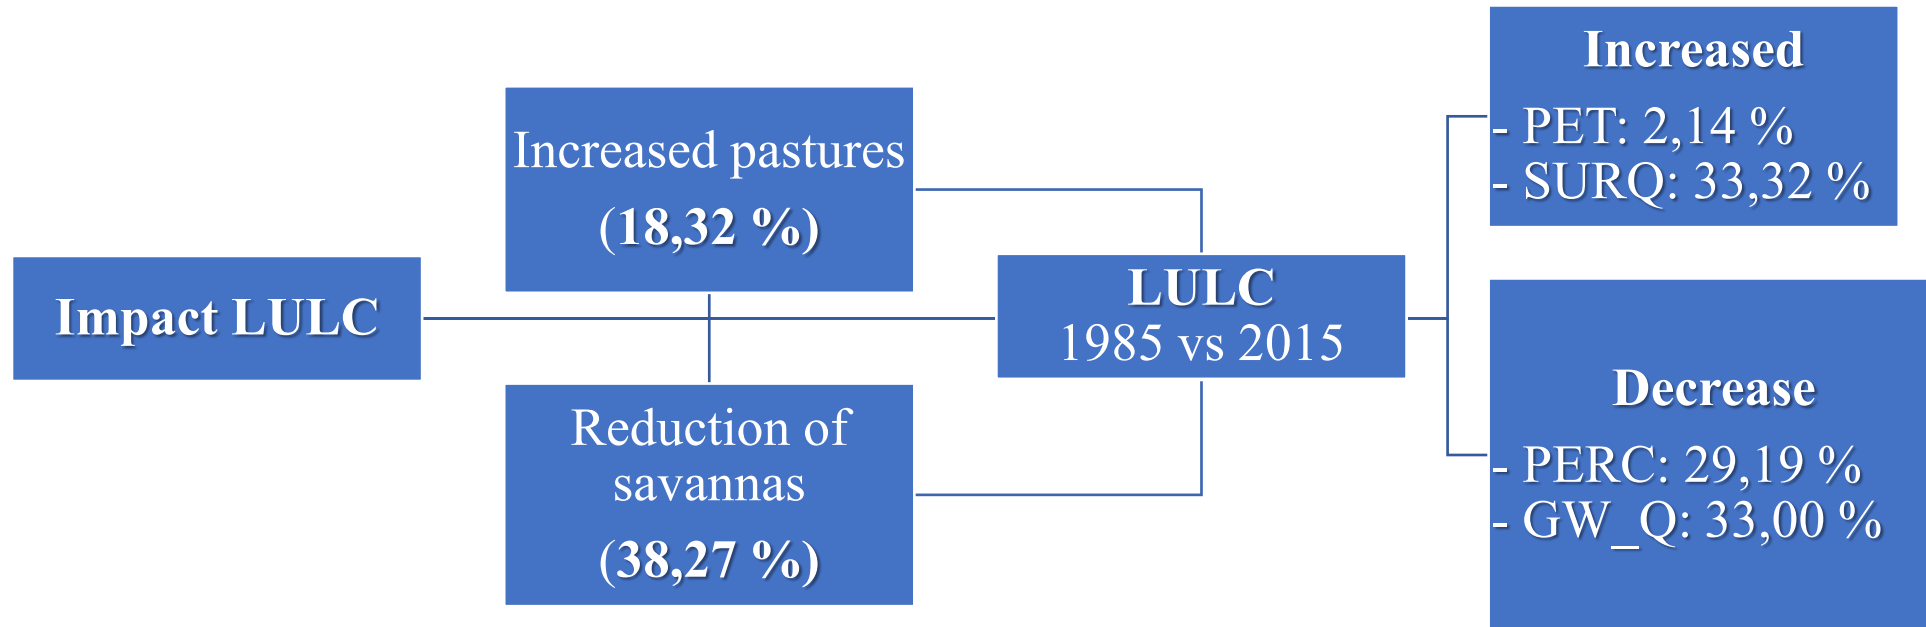 Impact LULC
Increased pastures
(18,32 %)
Reduction of
savannas
(38,27 %)
LULC
1985 vs 2015
Increased
- PET: 2,14 %
- SURQ: 33,32 %
Decrease
- PERC: 29,19 %
- GW_Q: 33,00 %